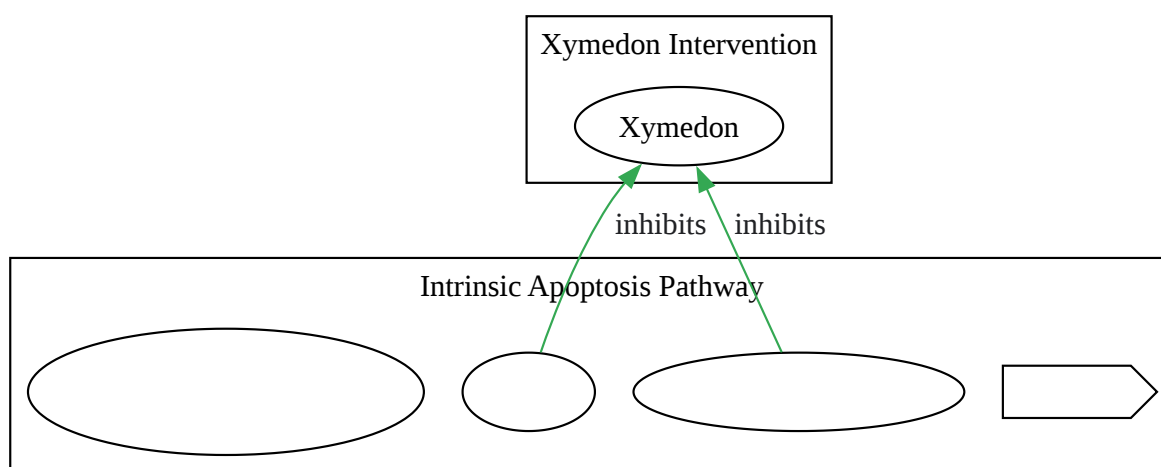 Xymedon Intervention
Xymedon
inhibits inhibits
Intrinsic Apoptosis Pathway